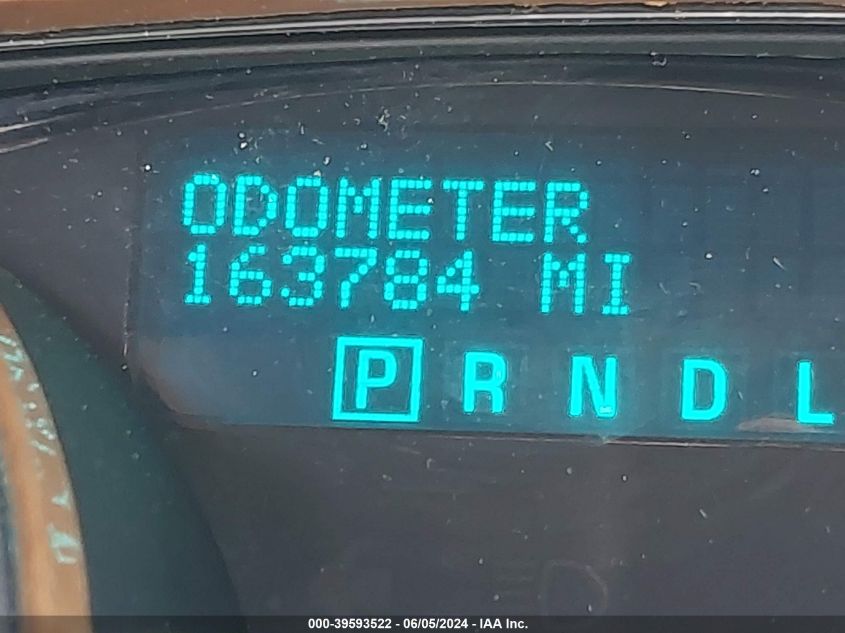 ODOMETER
163784 MI
P R N D L
000-39593522 - 06/05/2024 - IAA Inc.